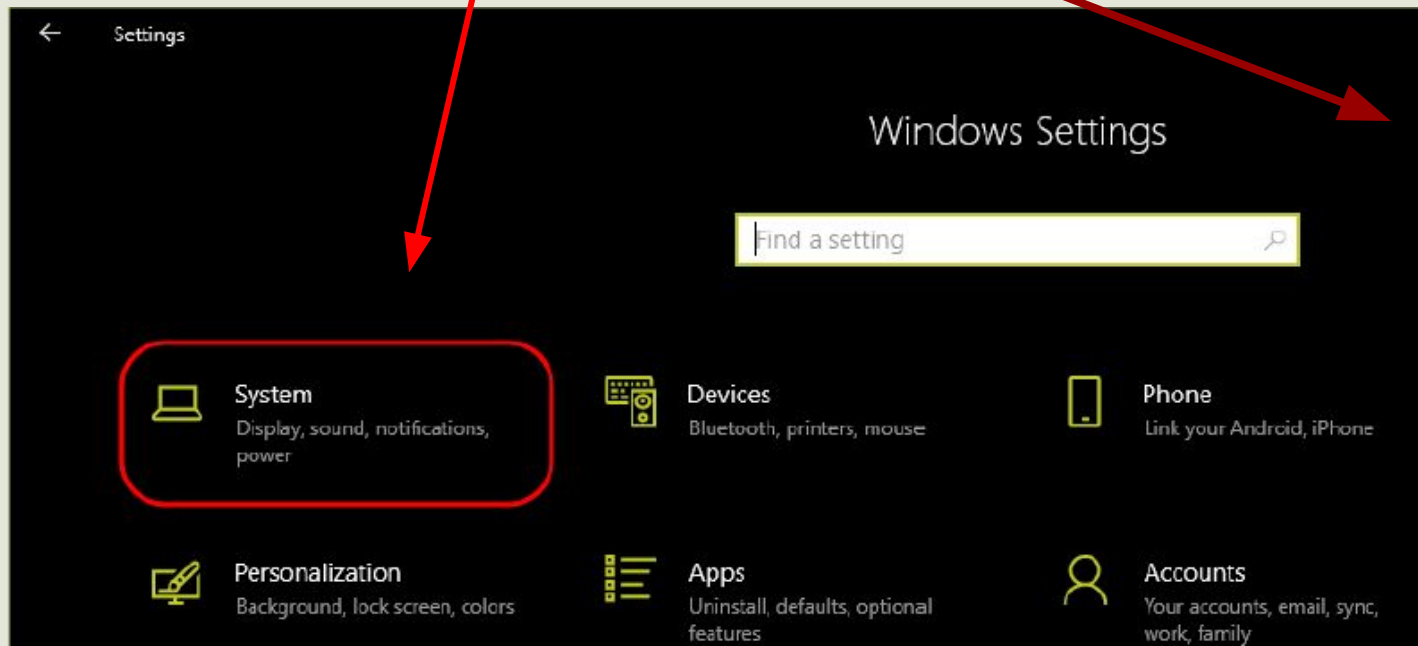 Settings
Windows Settings
Find a setting
System
Display, sound, notifications,
power
Devices
Bluetooth, printers, mouse
Phone
Link your Android, iPhone
Personalization
Background, lock screen, colors
Apps
Uninstall, defaults, optional
features
Accounts
Your accounts, email, sync,
work, family